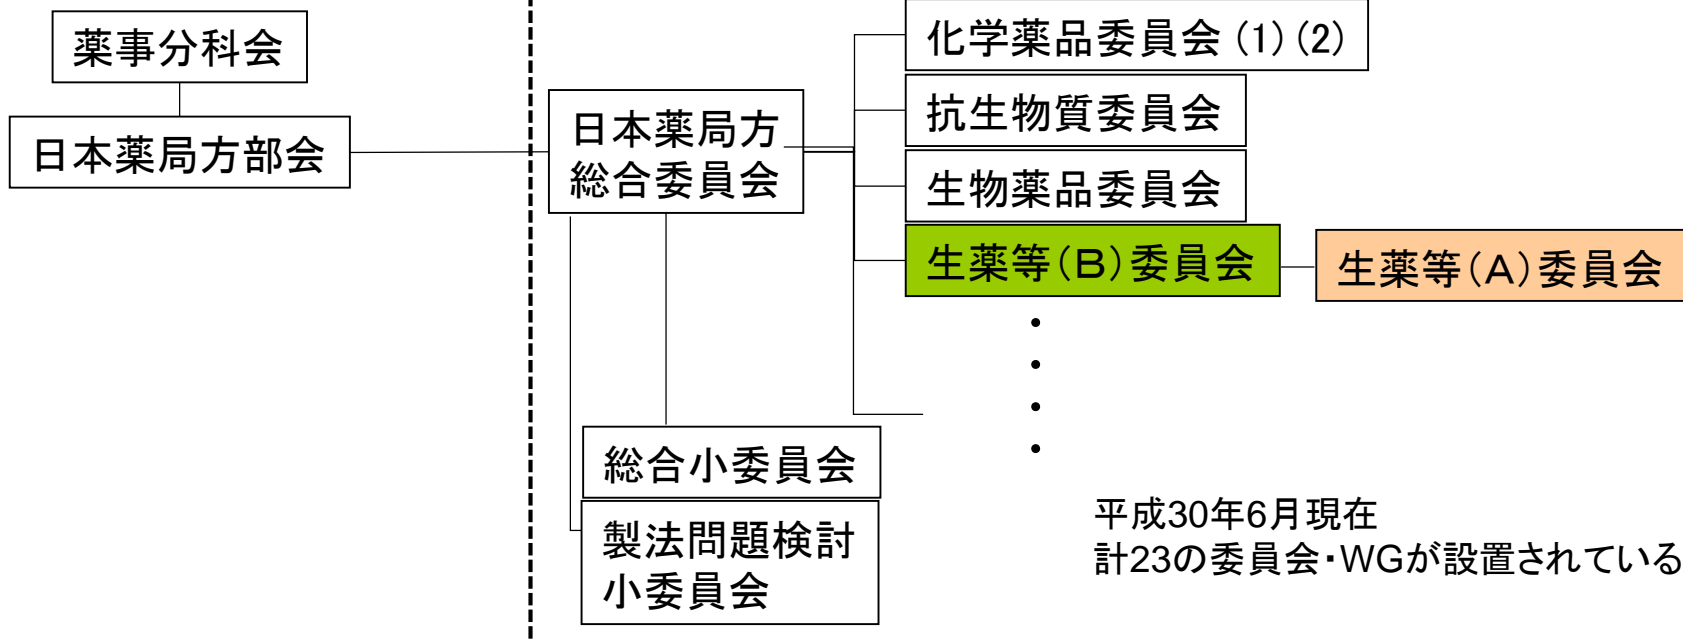 薬事分科会
日本薬局方部会
日本薬局方
総合委員会
化学薬品委員会(1)(2)
抗生物質委員会
生物薬品委員会
生薬等(B)委員会
生薬等(A)委員会
・
・
・
・
総合小委員会
製法問題検討
小委員会
平成30年6月現在
計23の委員会・WGが設置されている